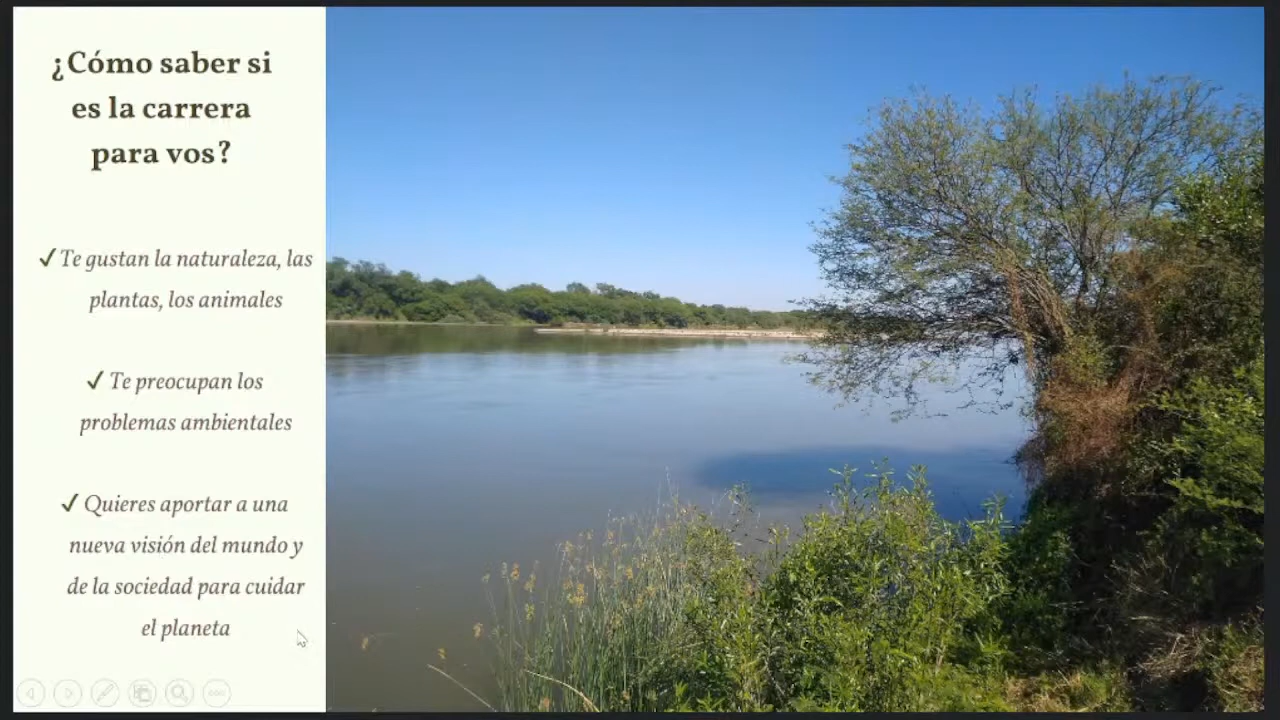 ¿Cómo saber si
es la carrera
para vos?
✓ Te gustan la naturaleza, las
plantas, los animales
✓ Te preocupan los
problemas ambientales
✓ Quieres aportar a una
nueva visión del mundo y
de la sociedad para cuidar
el planeta